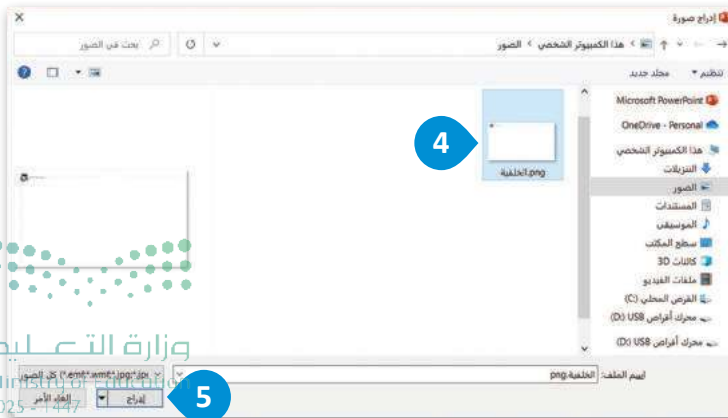 إدراج صورة
هذا الكمبيوتر الشخصي > الصور
بحث في الصور
تنظيم
مجلد جديد
Microsoft PowerPoint
OneDrive - Personal
هذا الكمبيوتر الشخصي
التنزيلات
الصور
المستندات
الموسيقى
سطح المكتب
كائنات 3D
ملفات الفيديو
القرص المحلي (C:)
محرك أقراص USB (D:)
محرك أقراص USB (D:)
الخلفية.png
4
اسم الملف:
الخلفية.png
كل الصور
إدراج
إلغاء الأمر
5
وزارة التعليم
Ministry of Education
2025 - 1447